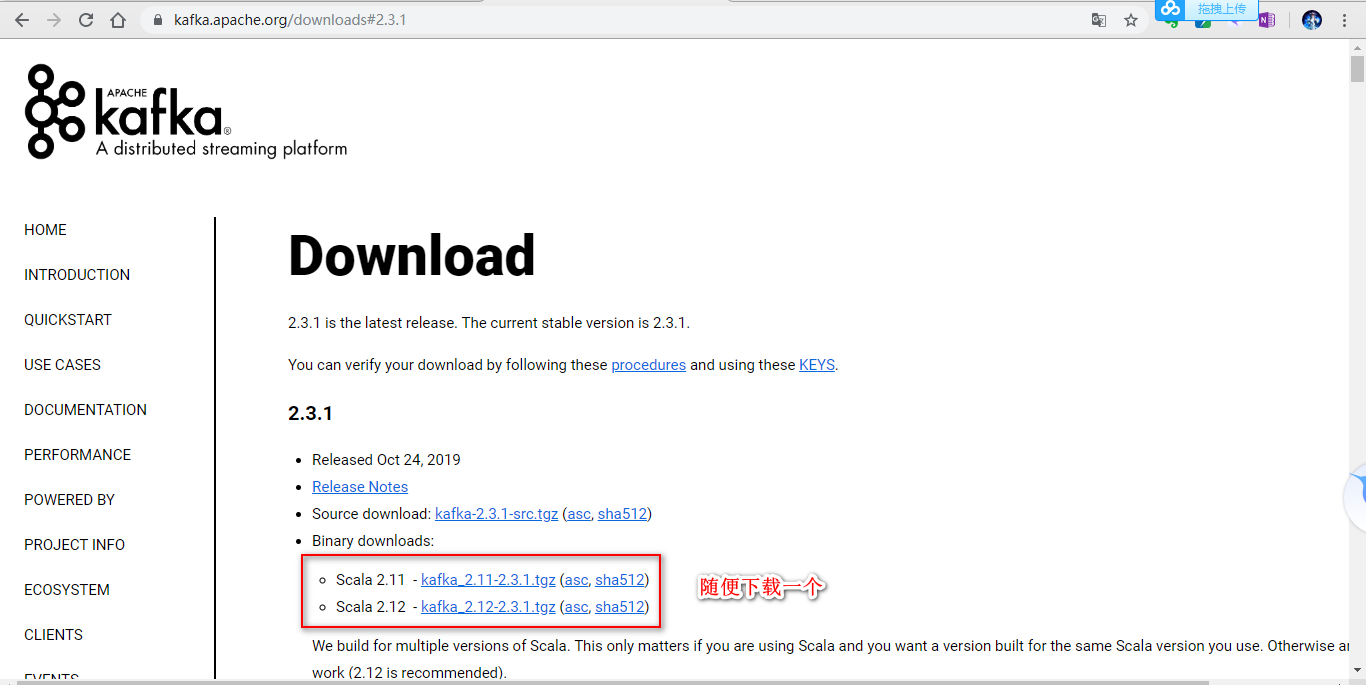 kafka.apache.org/downloads#2.3.1
拖拽上传
APACHE
kafka®
A distributed streaming platform
HOME
INTRODUCTION
QUICKSTART
USE CASES
DOCUMENTATION
PERFORMANCE
POWERED BY
PROJECT INFO
ECOSYSTEM
CLIENTS
EVENTS
Download
2.3.1 is the latest release. The current stable version is 2.3.1.
You can verify your download by following these procedures and using these KEYS.
2.3.1
• Released Oct 24, 2019
• Release Notes
• Source download: kafka-2.3.1-src.tgz (asc, sha512)
• Binary downloads:
◦ Scala 2.11 - kafka_2.11-2.3.1.tgz (asc, sha512)
◦ Scala 2.12 - kafka_2.12-2.3.1.tgz (asc, sha512)
随便下载一个
We build for multiple versions of Scala. This only matters if you are using Scala and you want a version built for the same Scala version you use. Otherwise
work (2.12 is recommended).